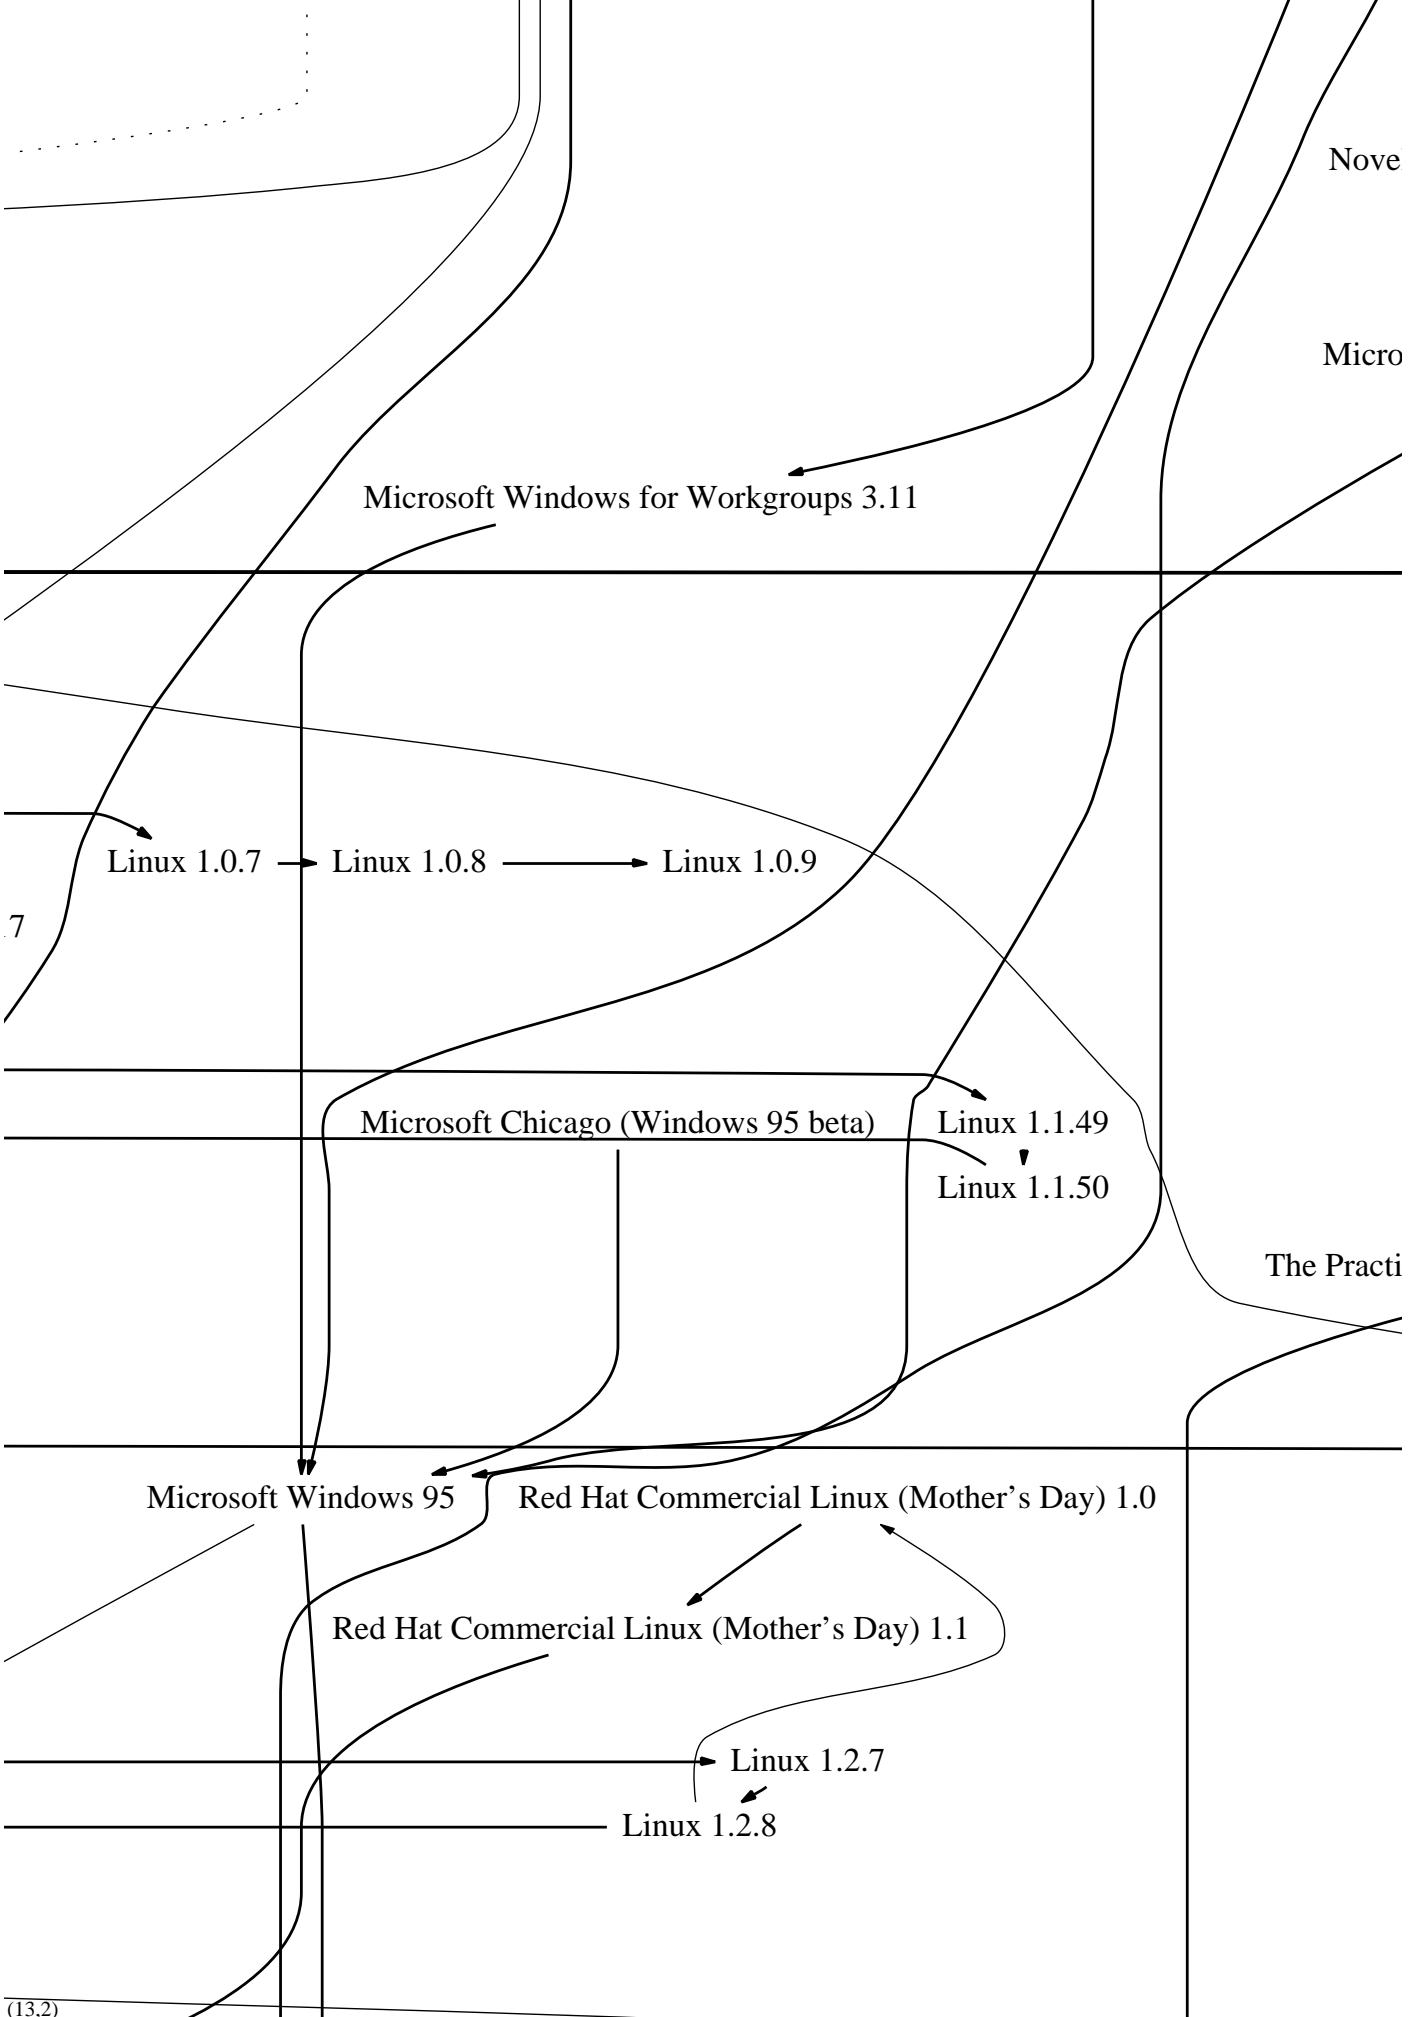 Nove
Micro
Microsoft Windows for Workgroups 3.11
Linux 1.0.7
Linux 1.0.8
Linux 1.0.9
.7
Microsoft Chicago (Windows 95 beta)
Linux 1.1.49
Linux 1.1.50
The Practi
Microsoft Windows 95
Red Hat Commercial Linux (Mother's Day) 1.0
Red Hat Commercial Linux (Mother's Day) 1.1
Linux 1.2.7
Linux 1.2.8
(13,2)